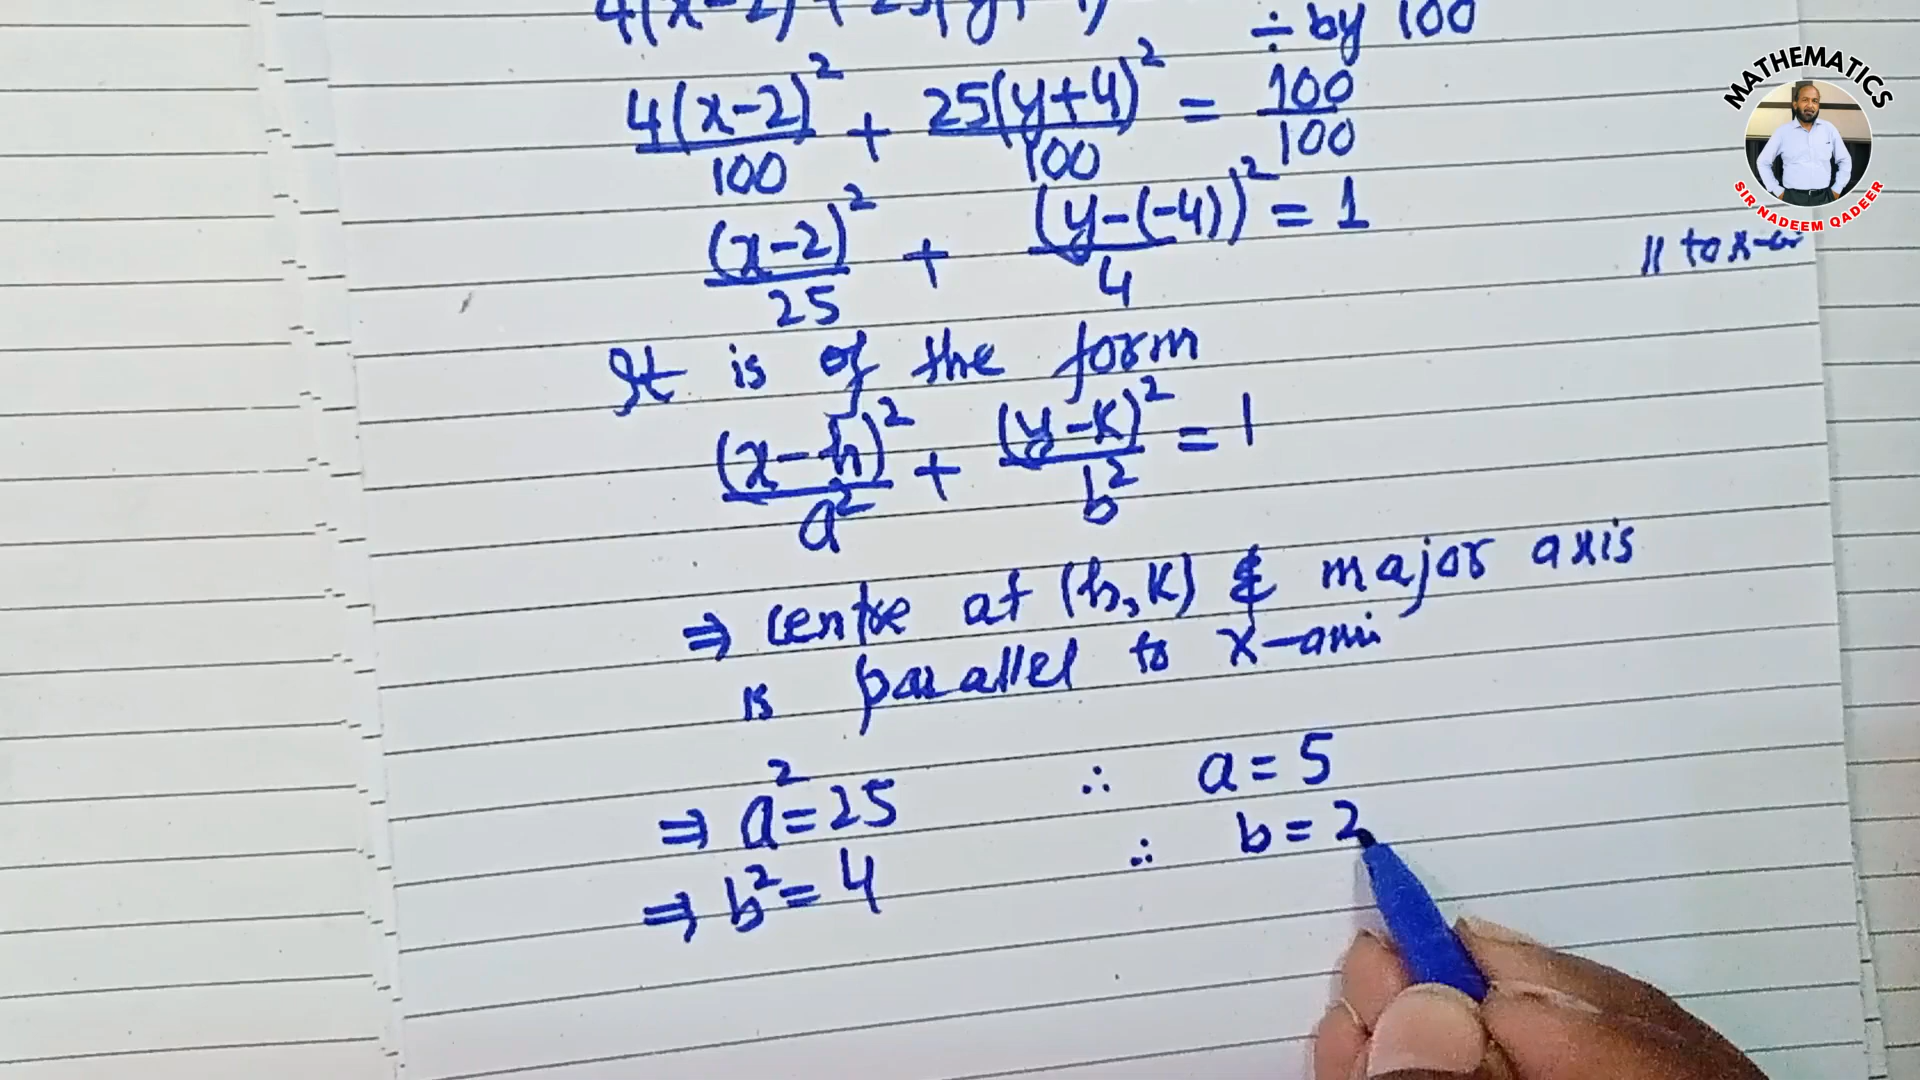 ÷ by 100
4(x-2)²/100 + 25(y+4)²/100 = 100/100
(x-2)²/25 + (y-(-4))²/4 = 1
It is of the form
(x-h)²/a² + (y-k)²/b² = 1
⇒ centre at (h,k) & major axis
is parallel to x-axis
⇒ a² = 25 ∴ a = 5
⇒ b² = 4 ∴ b = 2
|| to x-a
MATHEMATICS
SIR NADEEM QADEER